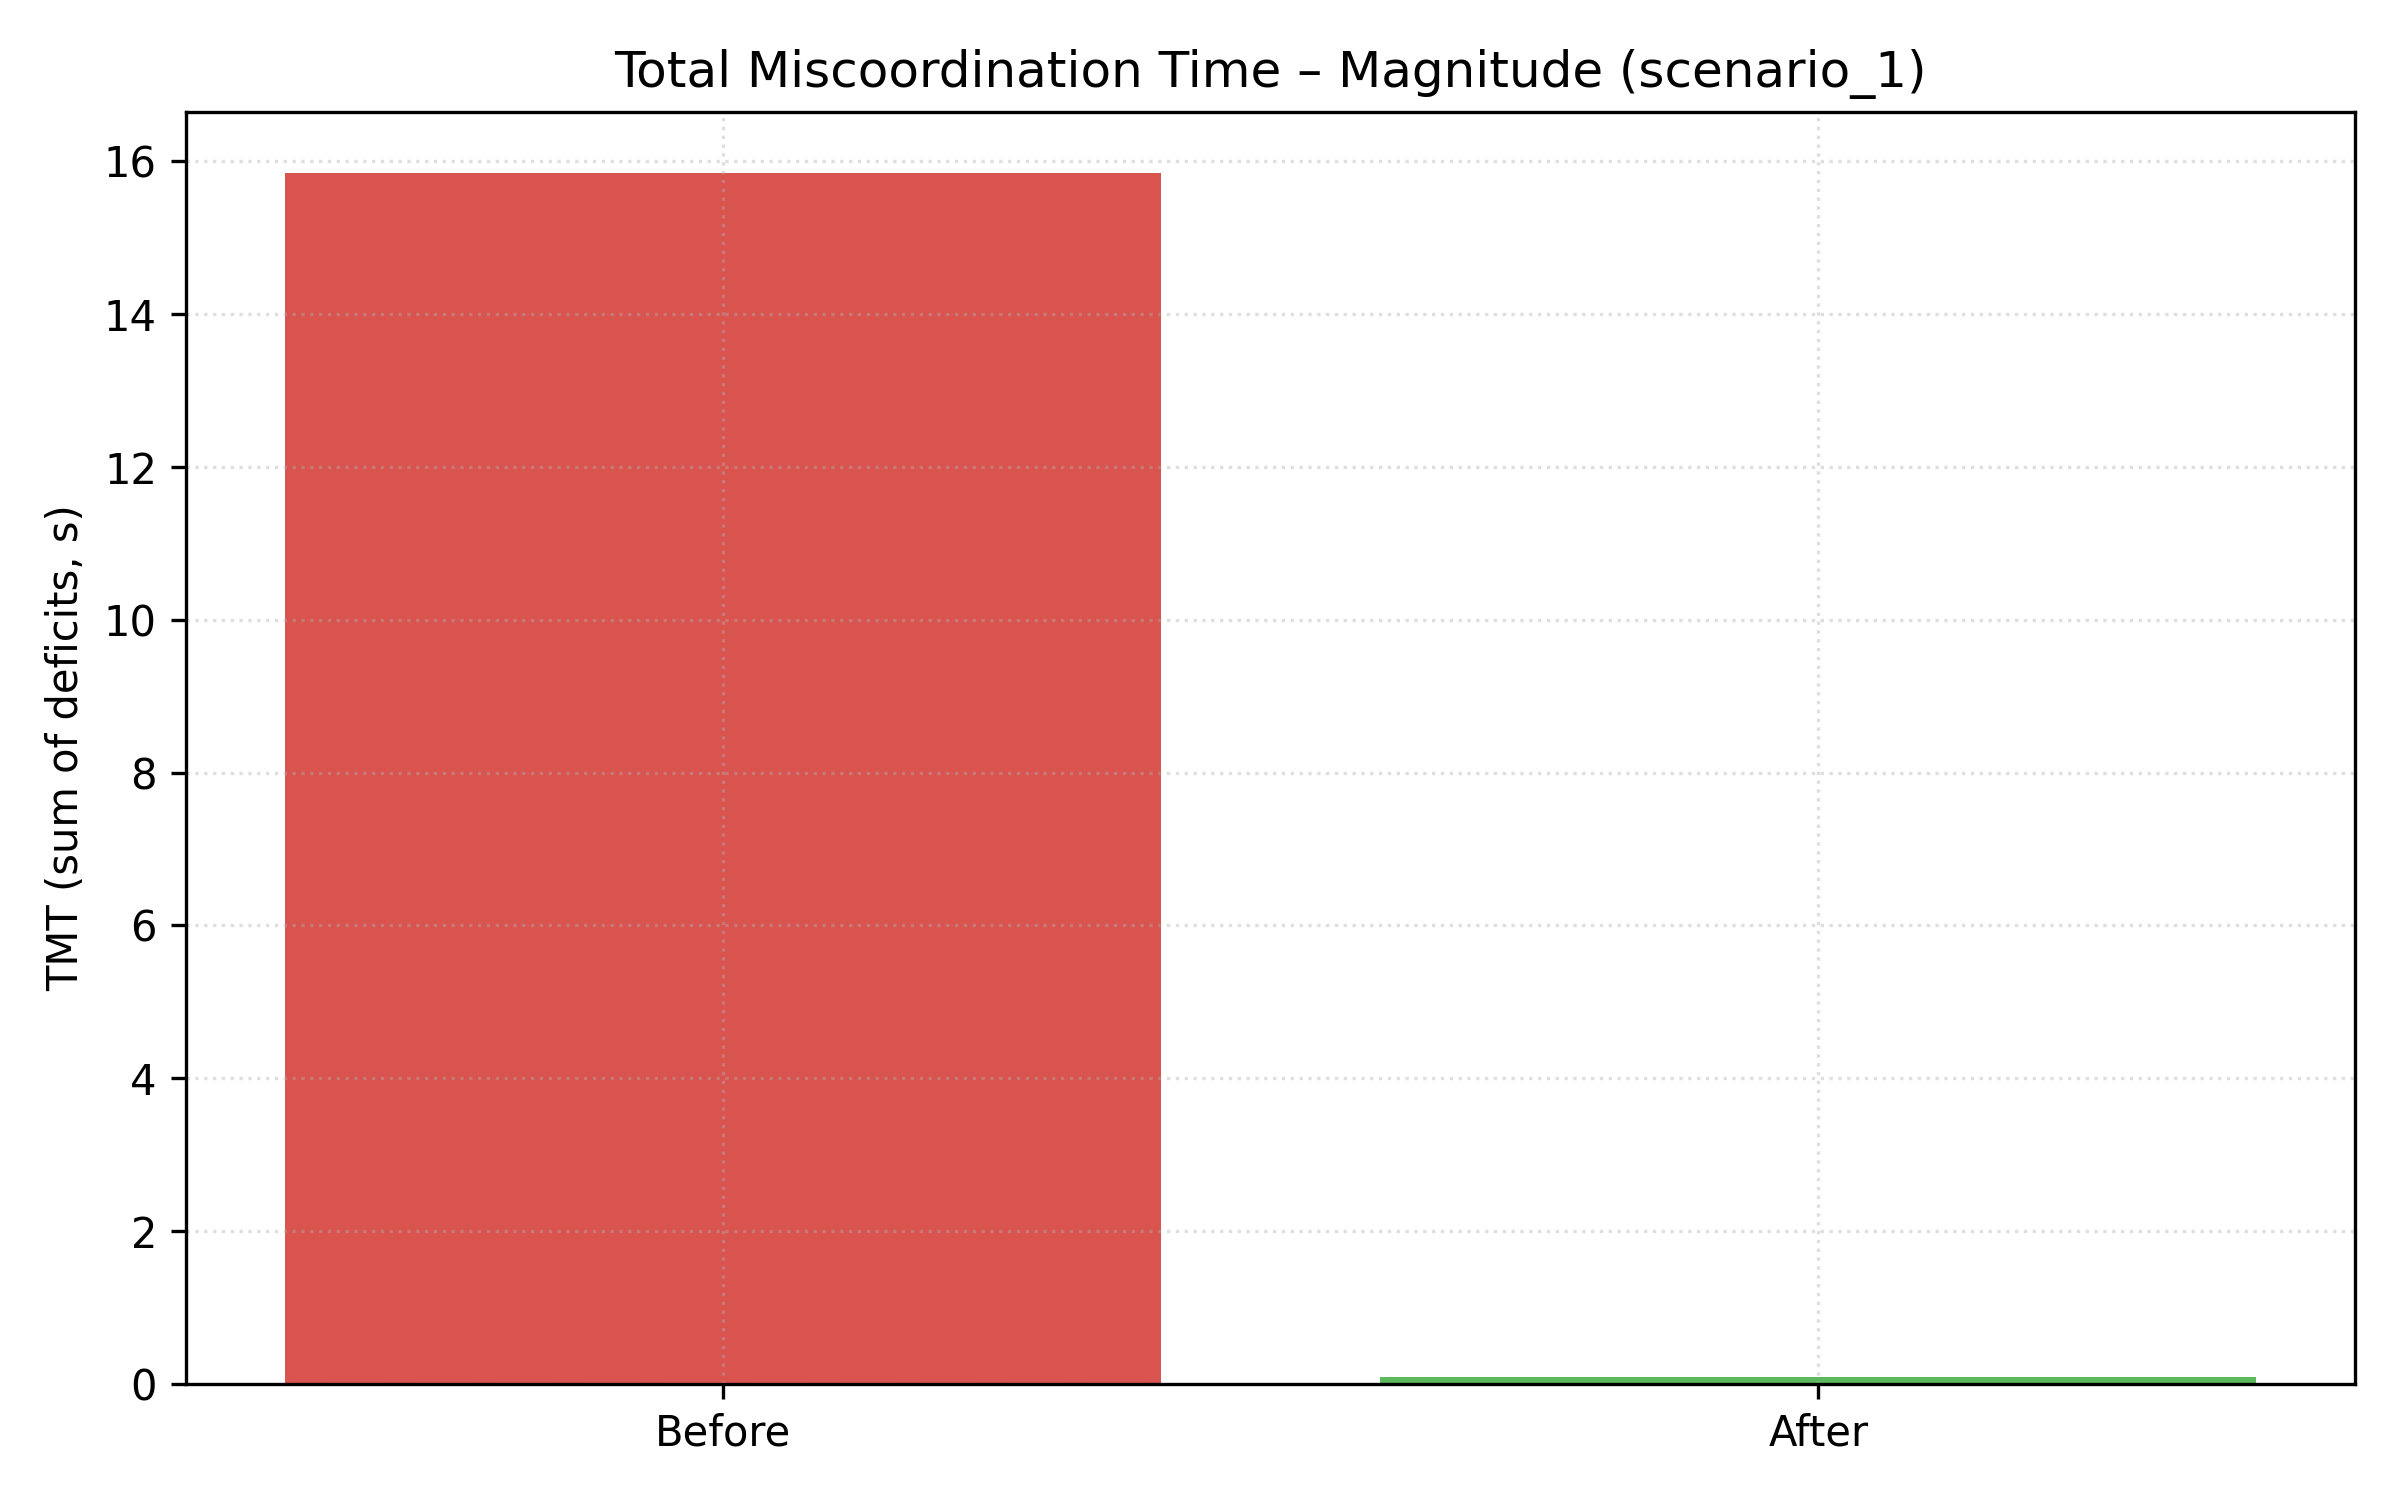 Total Miscoordination Time – Magnitude (scenario_1)
TMT (sum of deficits, s)
16
14
12
10
8
6
4
2
0
Before
After